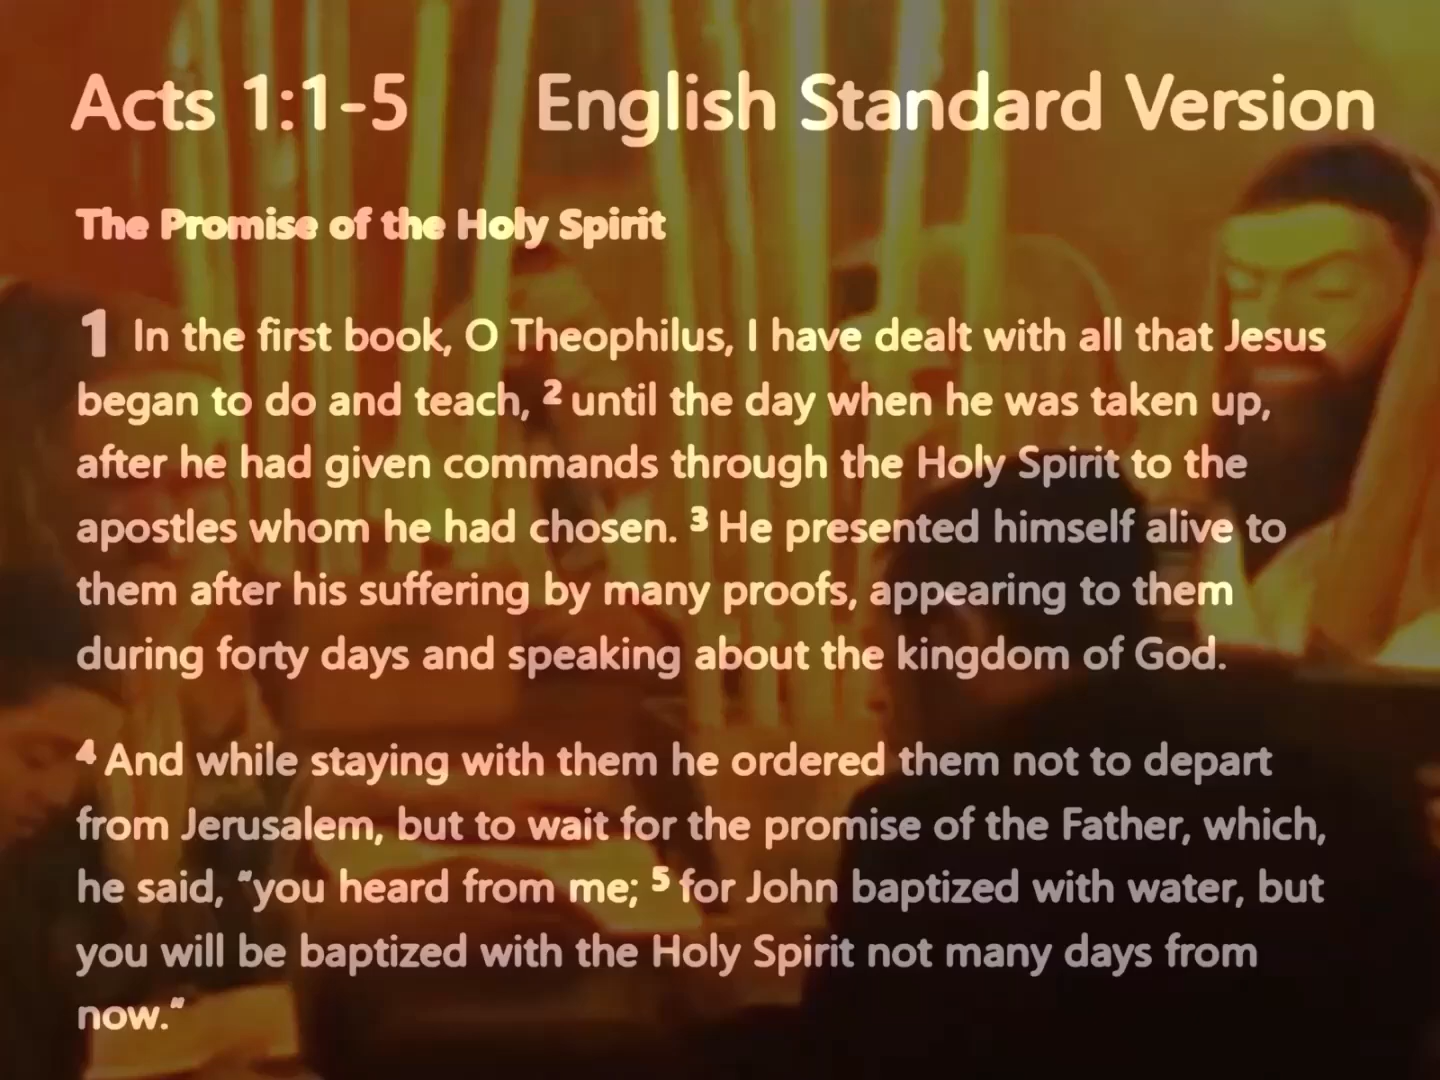 Acts 1:1-5 English Standard Version
The Promise of the Holy Spirit
1 In the first book, O Theophilus, I have dealt with all that Jesus
began to do and teach, 2 until the day when he was taken up,
after he had given commands through the Holy Spirit to the
apostles whom he had chosen. 3 He presented himself alive to
them after his suffering by many proofs, appearing to them
during forty days and speaking about the kingdom of God.
4 And while staying with them he ordered them not to depart
from Jerusalem, but to wait for the promise of the Father, which,
he said, “you heard from me; 5 for John baptized with water, but
you will be baptized with the Holy Spirit not many days from
now.”